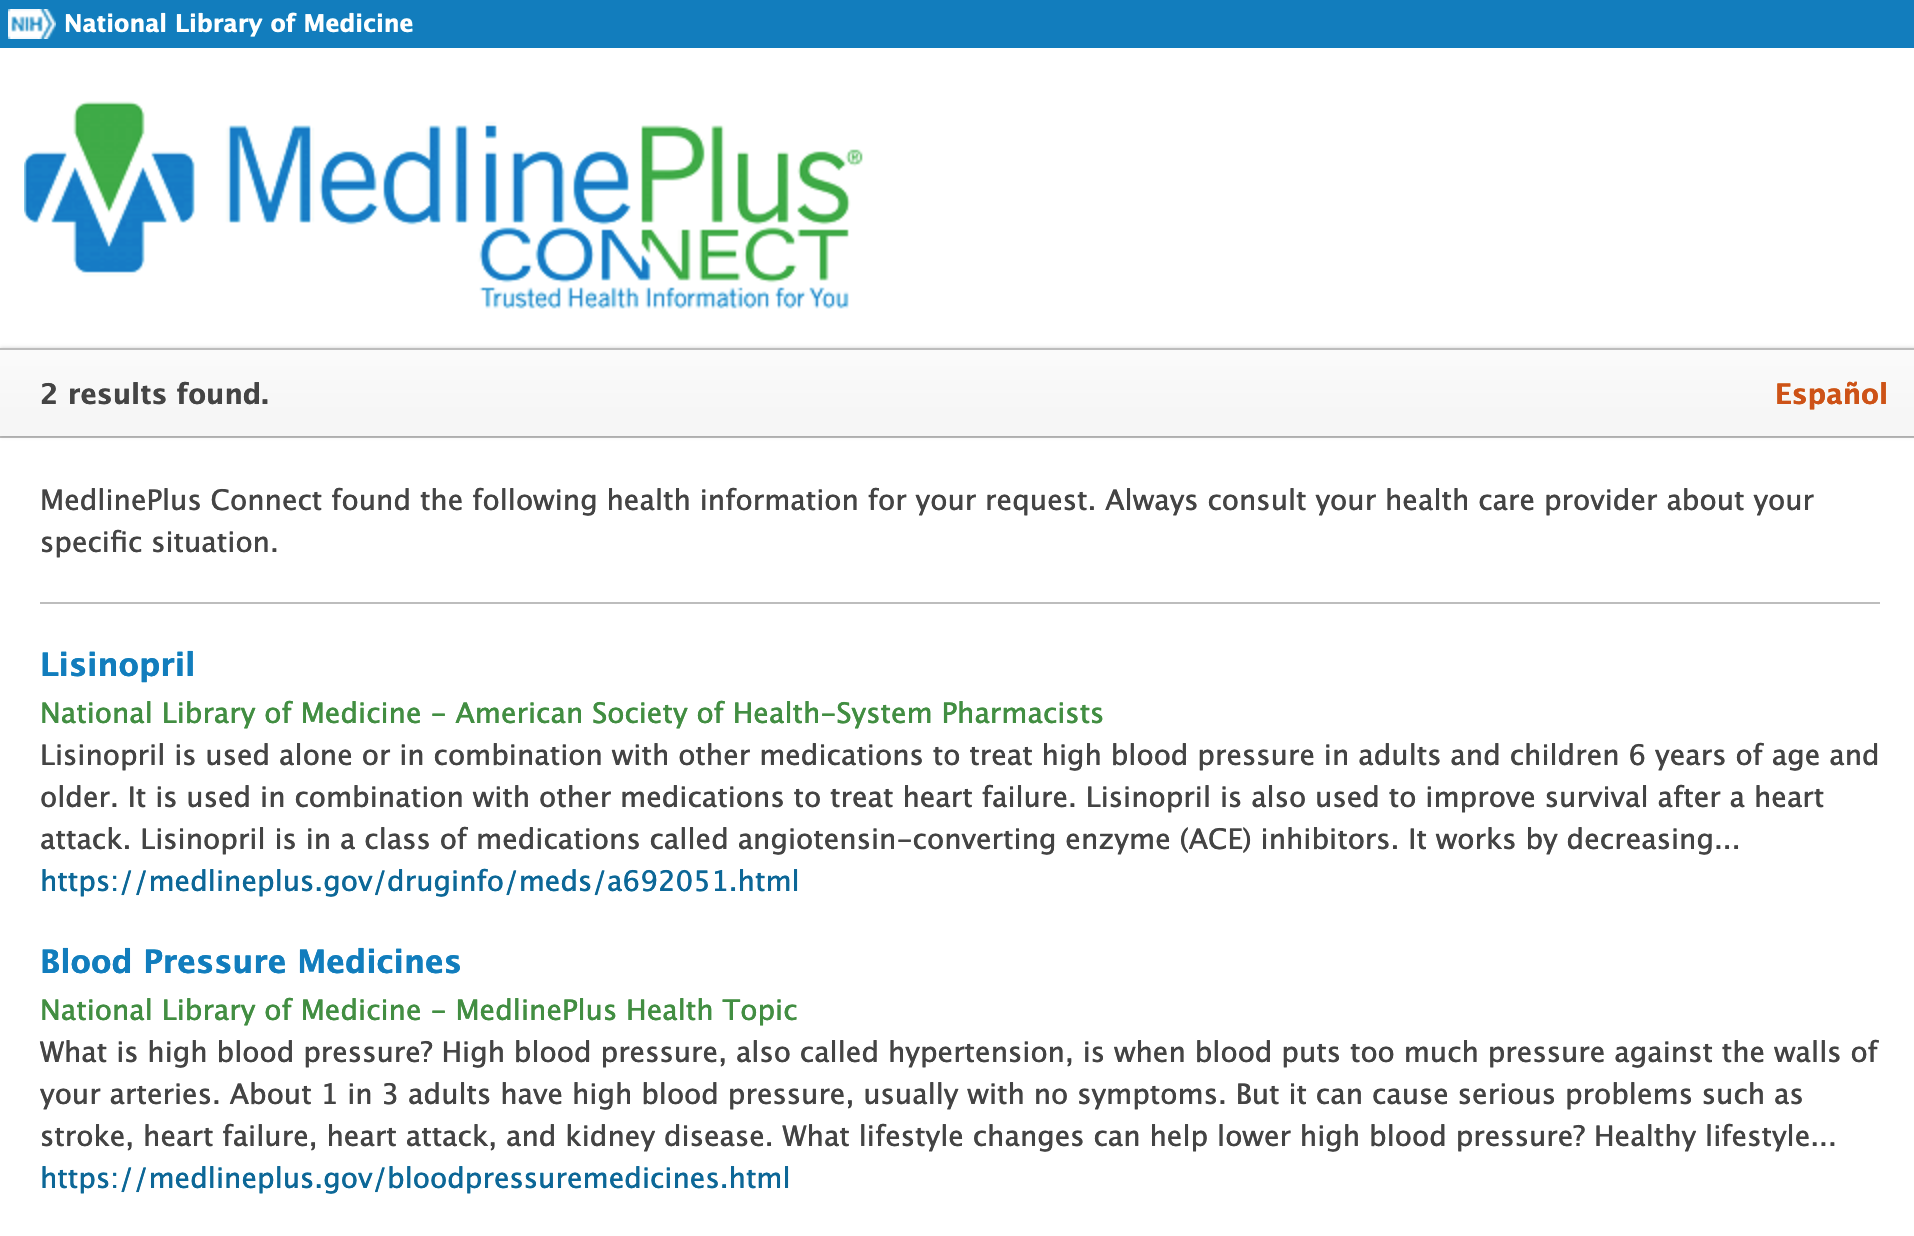 NIH National Library of Medicine
MedlinePlus®
CONNECT
Trusted Health Information for You
2 results found.
Español
MedlinePlus Connect found the following health information for your request. Always consult your health care provider about your
specific situation.
Lisinopril
National Library of Medicine - American Society of Health-System Pharmacists
Lisinopril is used alone or in combination with other medications to treat high blood pressure in adults and children 6 years of age and
older. It is used in combination with other medications to treat heart failure. Lisinopril is also used to improve survival after a heart
attack. Lisinopril is in a class of medications called angiotensin-converting enzyme (ACE) inhibitors. It works by decreasing...
https://medlineplus.gov/druginfo/meds/a692051.html
Blood Pressure Medicines
National Library of Medicine - MedlinePlus Health Topic
What is high blood pressure? High blood pressure, also called hypertension, is when blood puts too much pressure against the walls of
your arteries. About 1 in 3 adults have high blood pressure, usually with no symptoms. But it can cause serious problems such as
stroke, heart failure, heart attack, and kidney disease. What lifestyle changes can help lower high blood pressure? Healthy lifestyle...
https://medlineplus.gov/bloodpressuremedicines.html